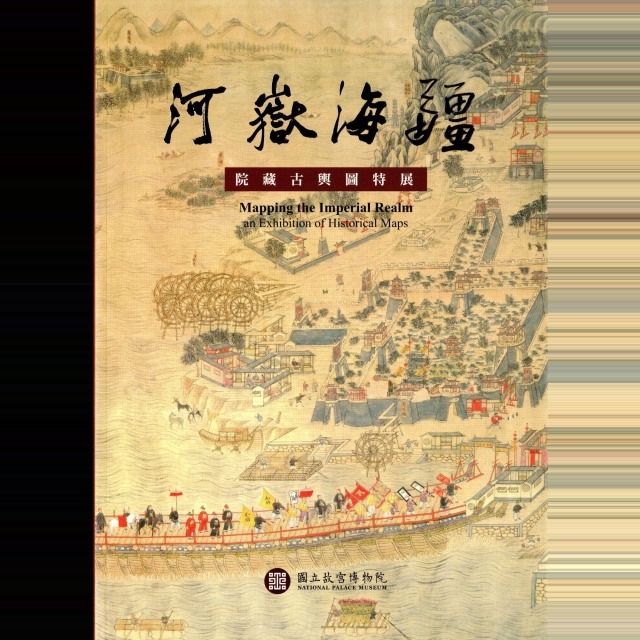 河嶽海疆
院藏古輿圖特展
Mapping the Imperial Realm
an Exhibition of Historical Maps
國立故宮博物院
NATIONAL PALACE MUSEUM